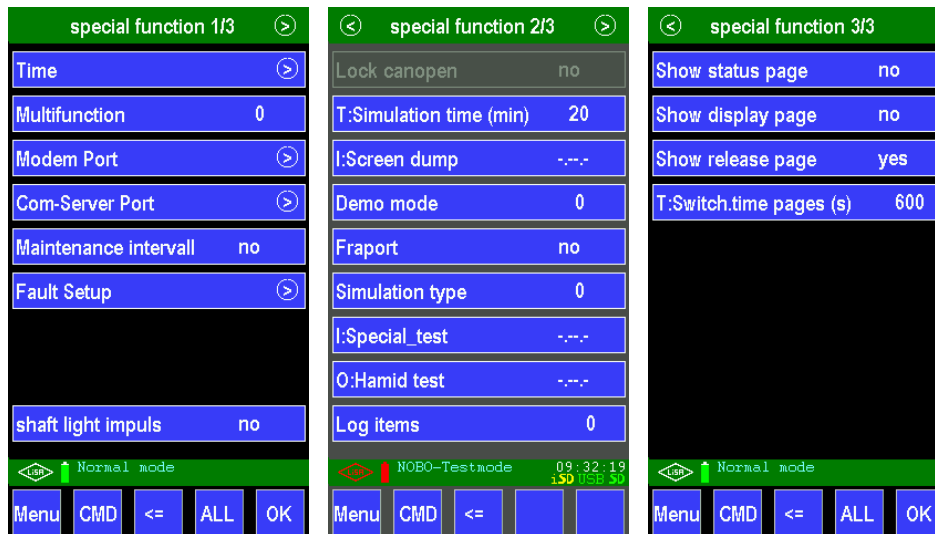 special function 1/3 >
Time >
Multifunction 0
Modem Port >
Com-Server Port >
Maintenance intervall no
Fault Setup >
shaft light impuls no
LiSA Normal mode
Menu CMD <= ALL OK
< special function 2/3 >
Lock canopen no
T:Simulation time (min) 20
I:Screen dump -.--.-
Demo mode 0
Fraport no
Simulation type 0
I:Special_test -.--.-
O:Hamid test -.--.-
Log items 0
LiSA NOBO-Testmode 09:32:19
iSD USB SD
Menu CMD <=
< special function 3/3
Show status page no
Show display page no
Show release page yes
T:Switch.time pages (s) 600
LiSA Normal mode
Menu CMD <= ALL OK